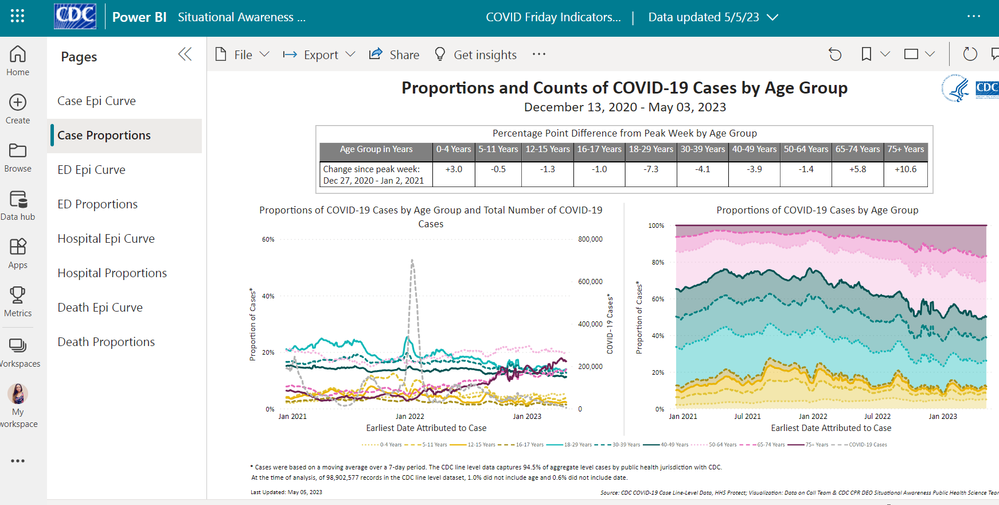 CDC
Power BI
Situational Awareness ...
COVID Friday Indicators...
|
Data updated 5/5/23
...
Home
Create
Browse
Data hub
Apps
Metrics
Workspaces
My
workspace
Pages
Case Epi Curve
Case Proportions
ED Epi Curve
ED Proportions
Hospital Epi Curve
Hospital Proportions
Death Epi Curve
Death Proportions
File
Export
Share
Get insights
...
Proportions and Counts of COVID-19 Cases by Age Group
December 13, 2020 - May 03, 2023
CDC
Percentage Point Difference from Peak Week by Age Group
Age Group in Years 0-4 Years 5-11 Years 12-15 Years 16-17 Years 18-29 Years 30-39 Years 40-49 Years 50-64 Years 65-74 Years 75+ Years
Change since peak week: +3.0 -0.5 -1.3 -1.0 -7.3 -4.1 -3.9 -1.4 +5.8 +10.6
Dec 27, 2020 - Jan 2, 2021
Proportions of COVID-19 Cases by Age Group and Total Number of COVID-19
Cases
60%
40%
20%
0%
Proportion of Cases*
800,000
600,000
400,000
200,000
0
COVID-19 Cases*
Jan 2021 Jan 2022 Jan 2023
Earliest Date Attributed to Case
Proportions of COVID-19 Cases by Age Group
100%
80%
60%
40%
20%
0%
Proportion of Cases*
Jan 2021 Jul 2021 Jan 2022 Jul 2022 Jan 2023
Earliest Date Attributed to Case
0-4 Years 5-11 Years 12-15 Years 16-17 Years 18-29 Years 30-39 Years 40-49 Years 50-64 Years 65-74 Years 75+ Years COVID-19 Cases
* Cases were based on a moving average over a 7-day period. The CDC line level data captures 94.5% of aggregate level cases by public health jurisdiction with CDC.
At the time of analysis, of 98,902,577 records in the CDC line level dataset, 1.0% did not include age and 0.6% did not include date.
Last Updated: May 05, 2023
Source: CDC COVID-19 Case Line-Level Data, HHS Protect; Visualization: Data on Call Team & CDC CPR DEO Situational Awareness Public Health Science Tear